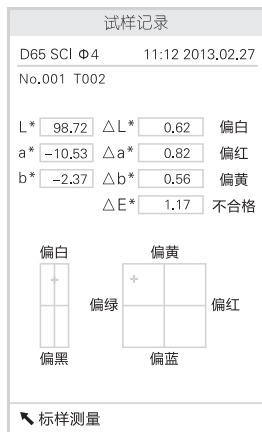 试样记录
D65 SCI Φ4 11:12 2013.02.27
No.001 T002
L* 98.72 △L* 0.62 偏白
a* -10.53 △a* 0.82 偏红
b* -2.37 △b* 0.56 偏黄
△E* 1.17 不合格
偏白 偏黄
偏绿 偏红
偏黑 偏蓝
标样测量